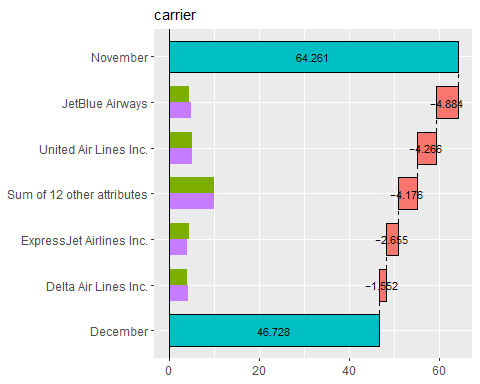 carrier
November
64.261
JetBlue Airways
−4.884
United Air Lines Inc.
−4.266
Sum of 12 other attributes
−4.176
ExpressJet Airlines Inc.
−2.655
Delta Air Lines Inc.
−1.552
December
46.728
0 20 40 60